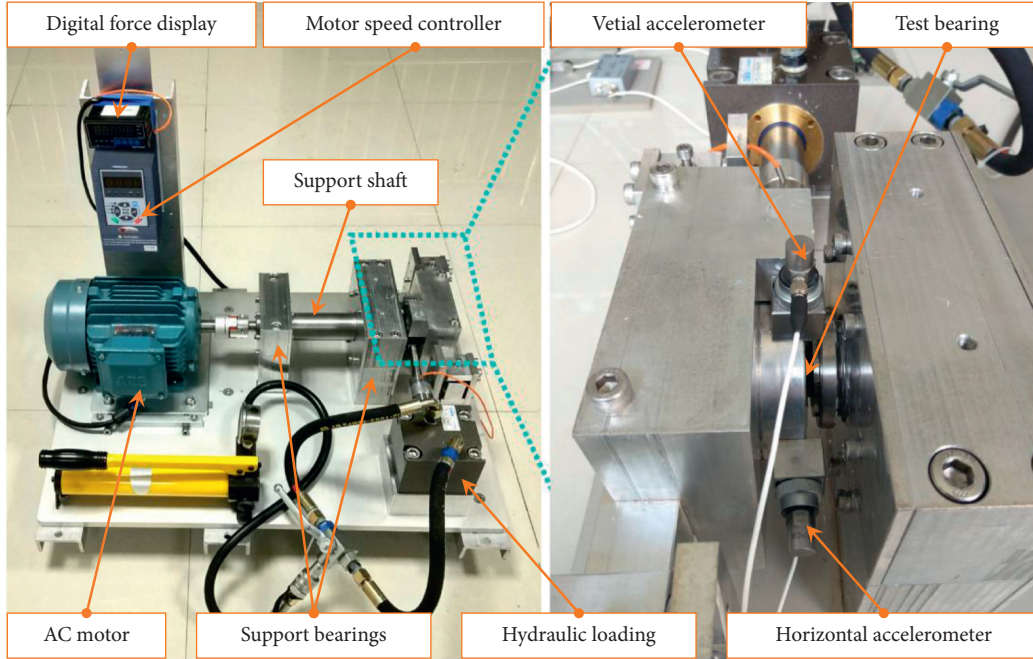 Digital force display
Motor speed controller
Vetial accelerometer
Test bearing
Support shaft
AC motor
Support bearings
Hydraulic loading
Horizontal accelerometer